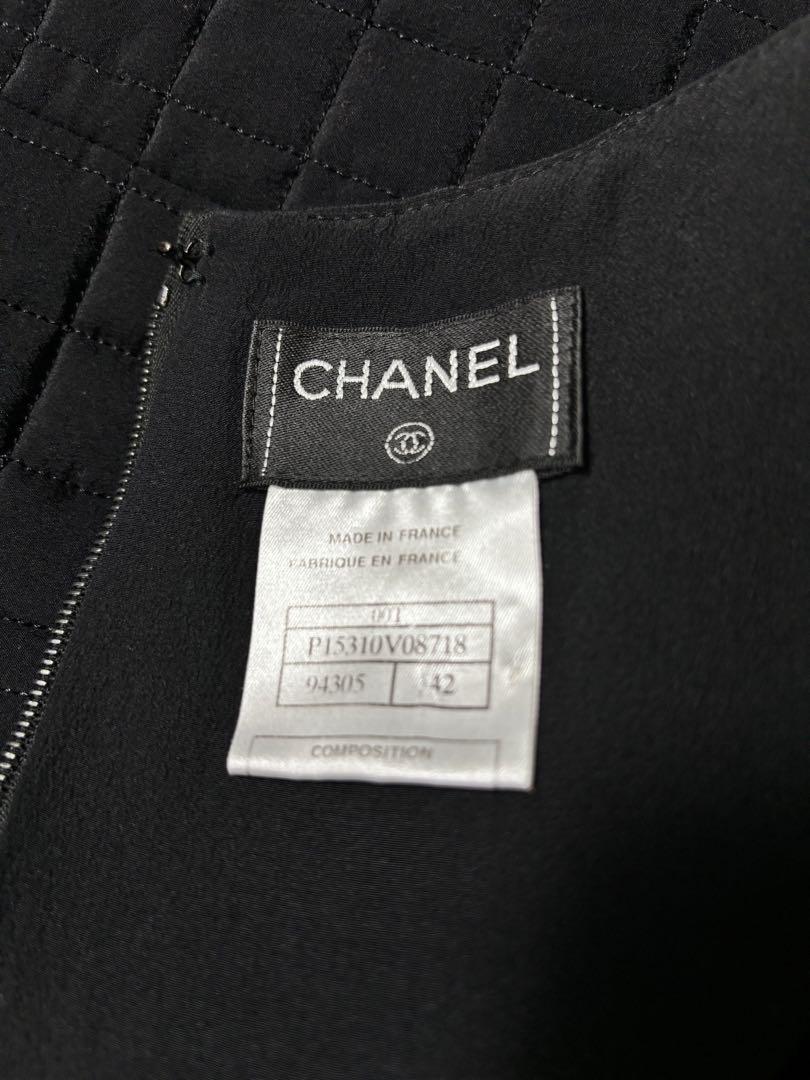 CHANEL
MADE IN FRANCE
FABRIQUE EN FRANCE
001
P15310V08718
94305 42
COMPOSITION